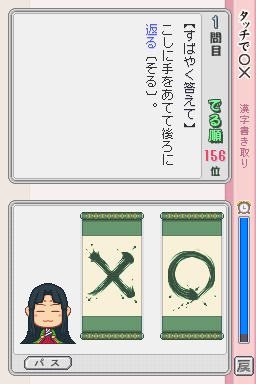 タッチで○×
漢字書き取り
1問目
でる順
156位
【すばやく答えて】
こしに手をあてて後ろに
返る〔そる〕。
パス
戻